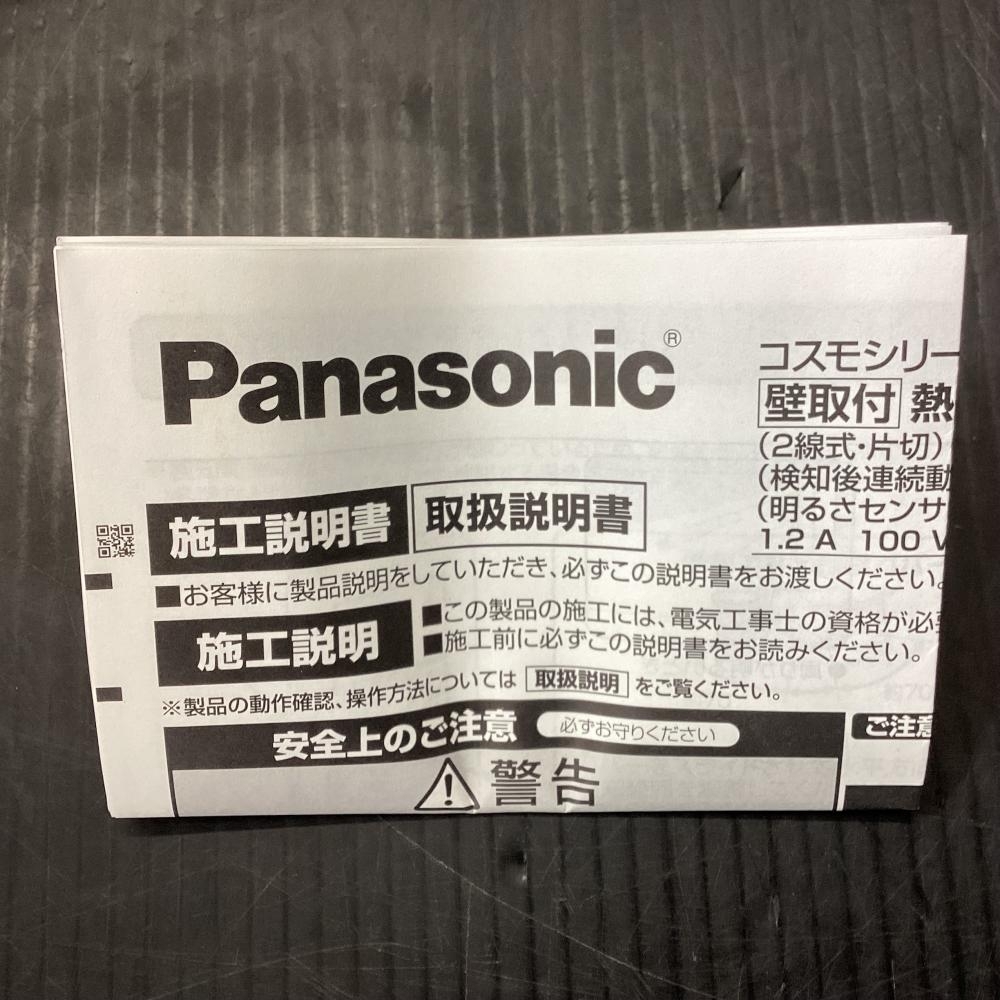 Panasonic®
コスモシリー
壁取付 熱
(2線式・片切)
(検知後連続動
(明るさセンサ
1.2 A 100 V
施工説明書 取扱説明書
■お客様に製品説明をしていただき、必ずこの説明書をお渡しください。
施工説明
■この製品の施工には、電気工事士の資格が必要
■施工前に必ずこの説明書をお読みください。
※製品の動作確認、操作方法については 取扱説明 をご覧ください。
安全上のご注意 必ずお守りください
ご注意
警告